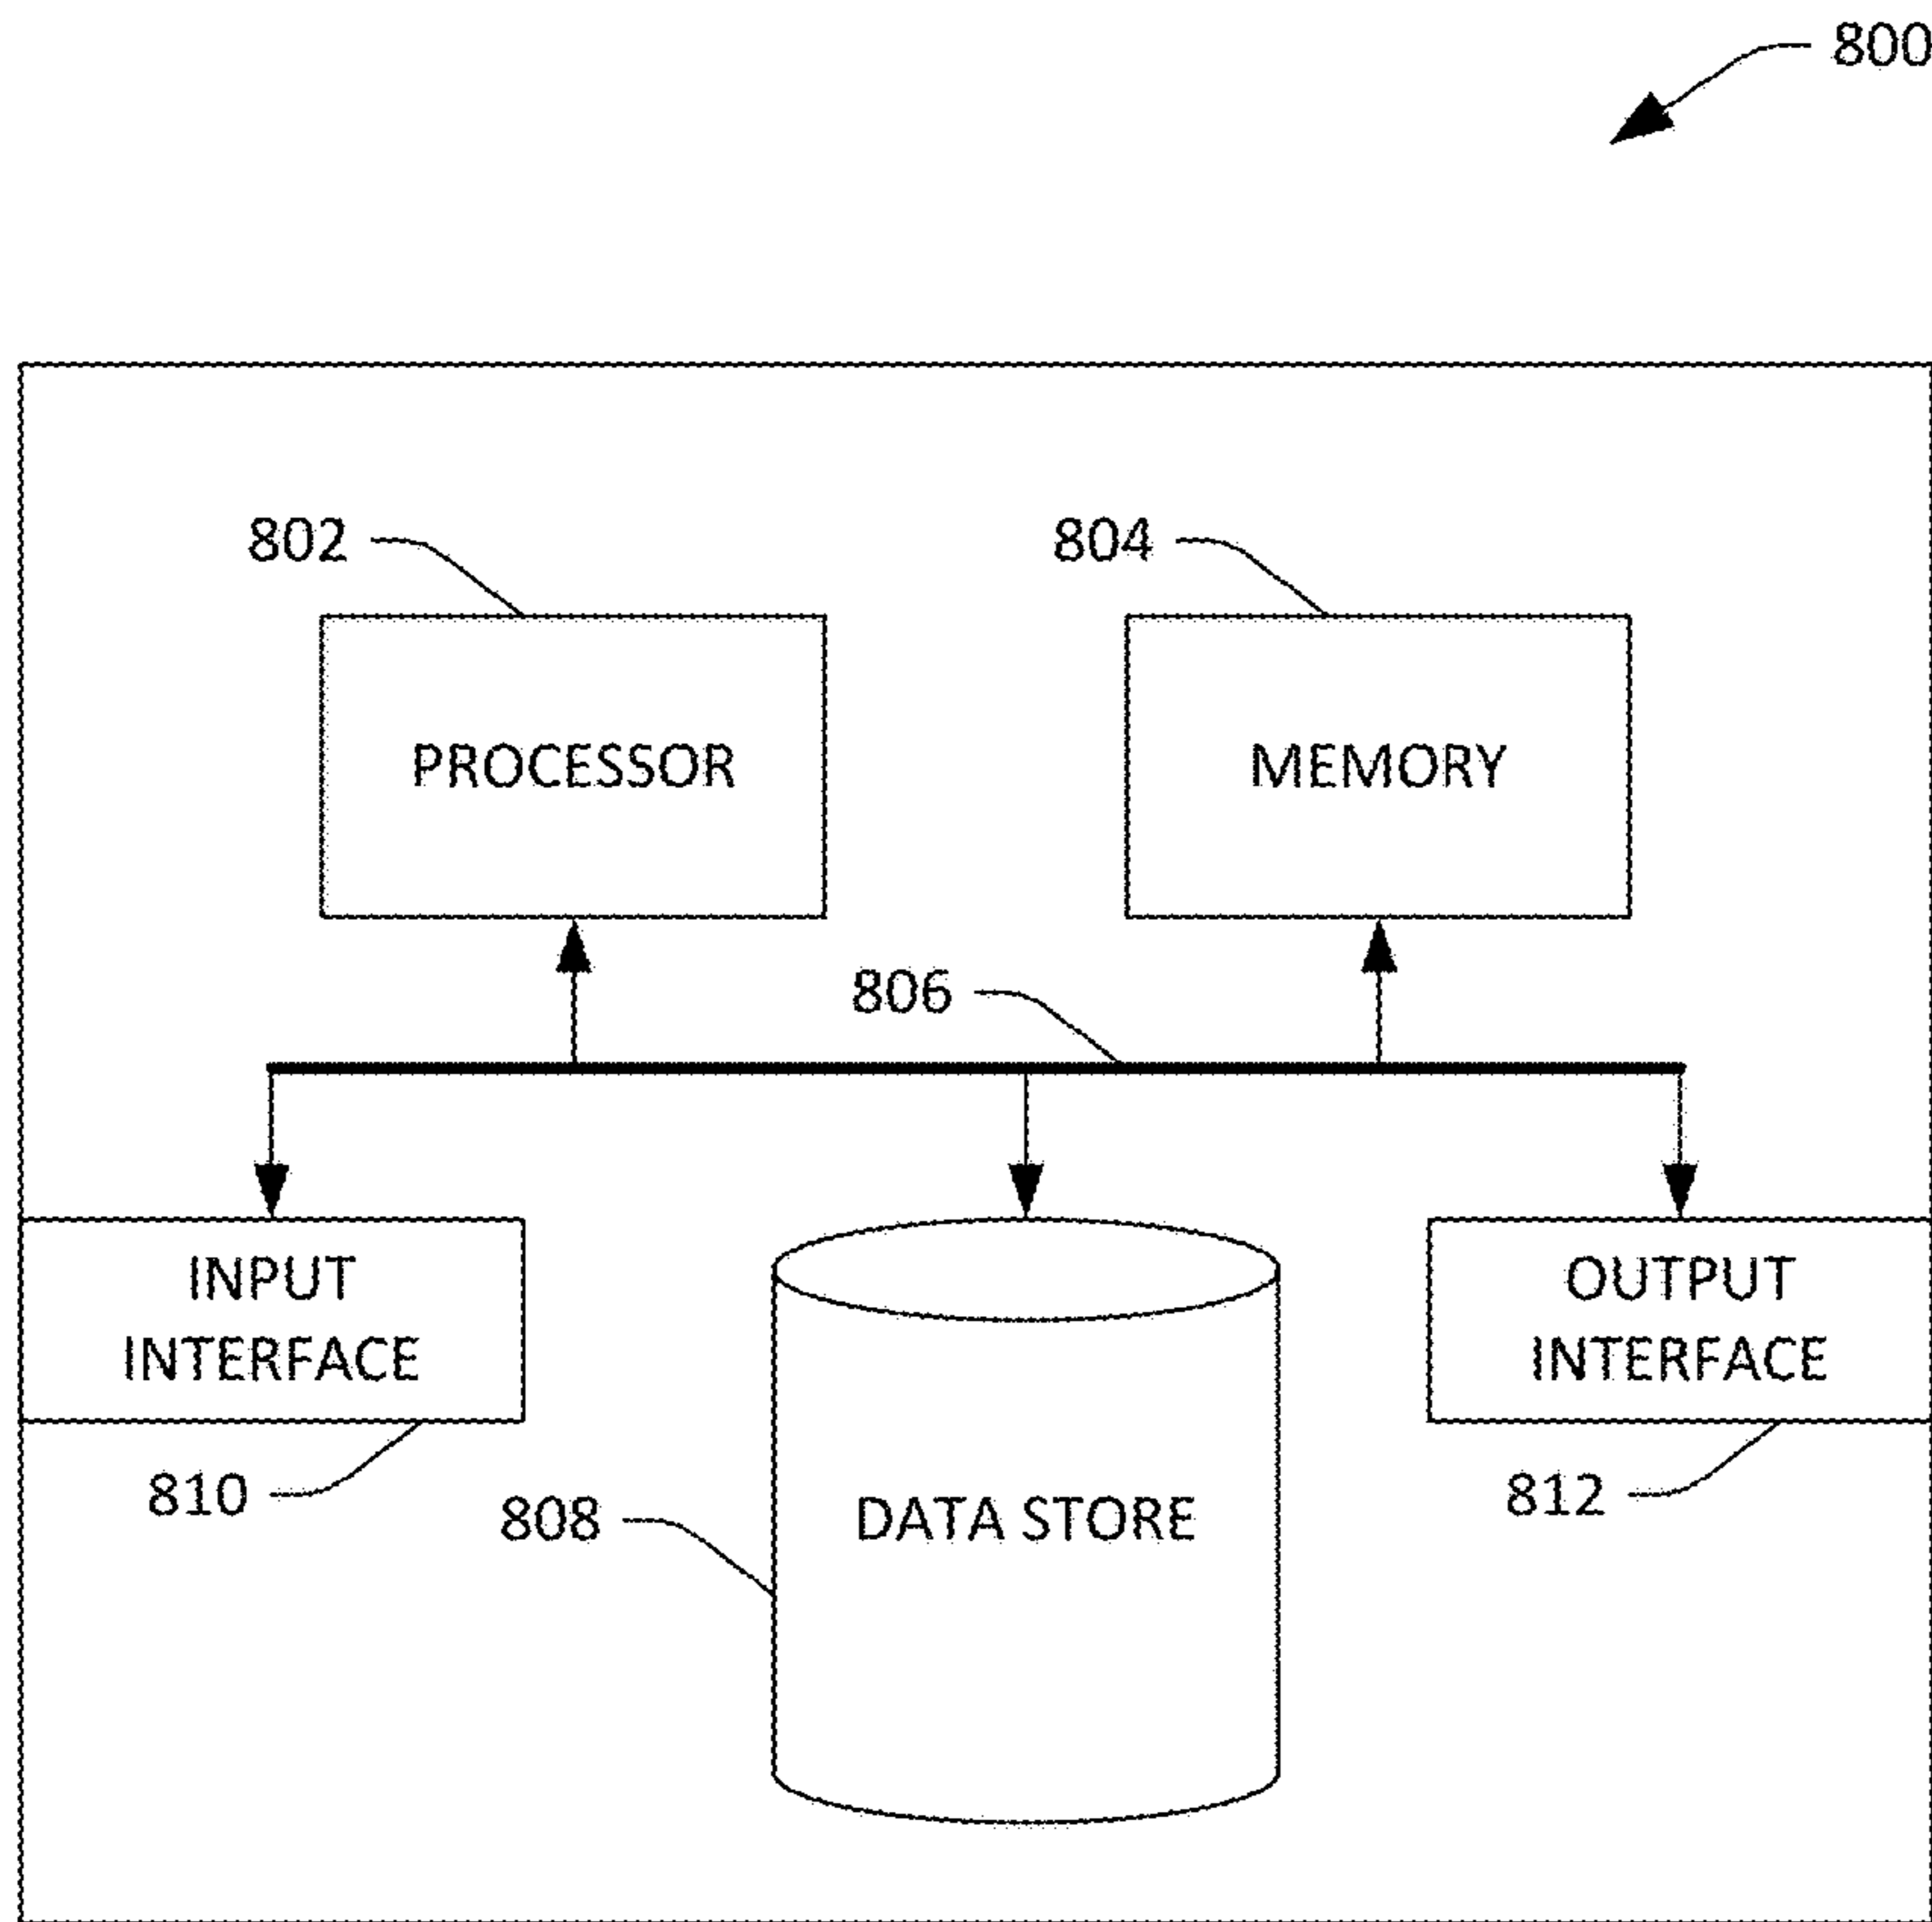 800
802
804
PROCESSOR
MEMORY
806
INPUT
INTERFACE
OUTPUT
INTERFACE
810
808
DATA STORE
812